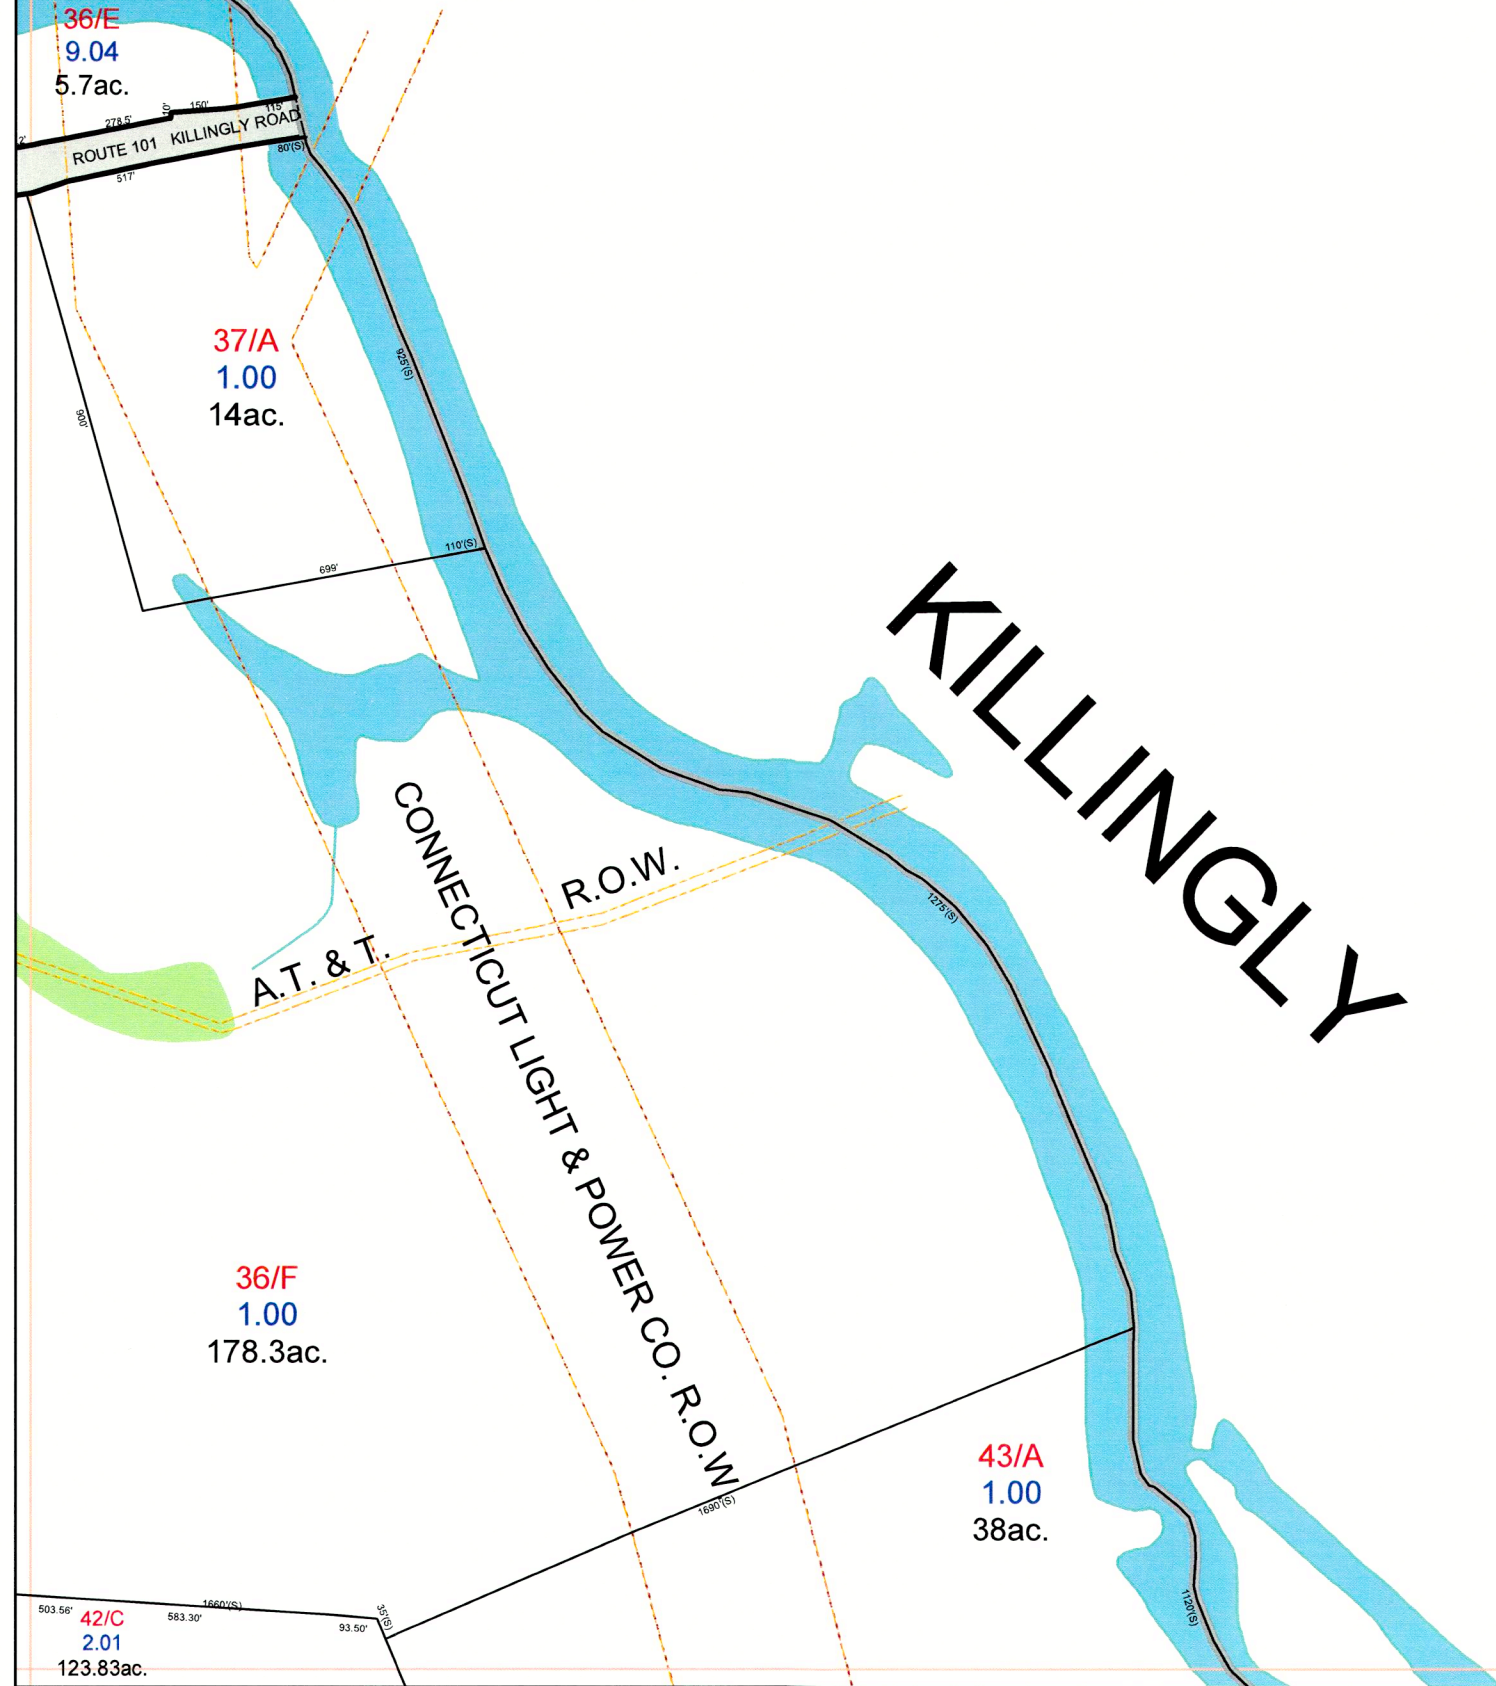 36/E
9.04
5.7ac.
2'
278.5'
10'
150'
115'
ROUTE 101 KILLINGLY ROAD
80'(S)
517'
37/A
1.00
14ac.
925'(S)
900'
110'(S)
699'
KILLINGLY
CONNECTICUT LIGHT & POWER CO. R.O.W
A.T. & T. R.O.W.
1275'(S)
36/F
1.00
178.3ac.
43/A
1.00
38ac.
1690'(S)
1120'(S)
503.56'
1660'(S)
583.30'
93.50'
35'(S)
42/C
2.01
123.83ac.